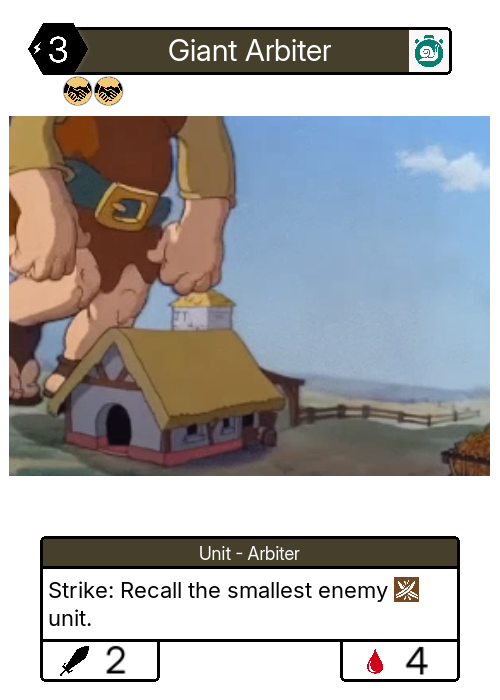 3
Giant Arbiter
Unit - Arbiter
Strike: Recall the smallest enemy
unit.
2
4